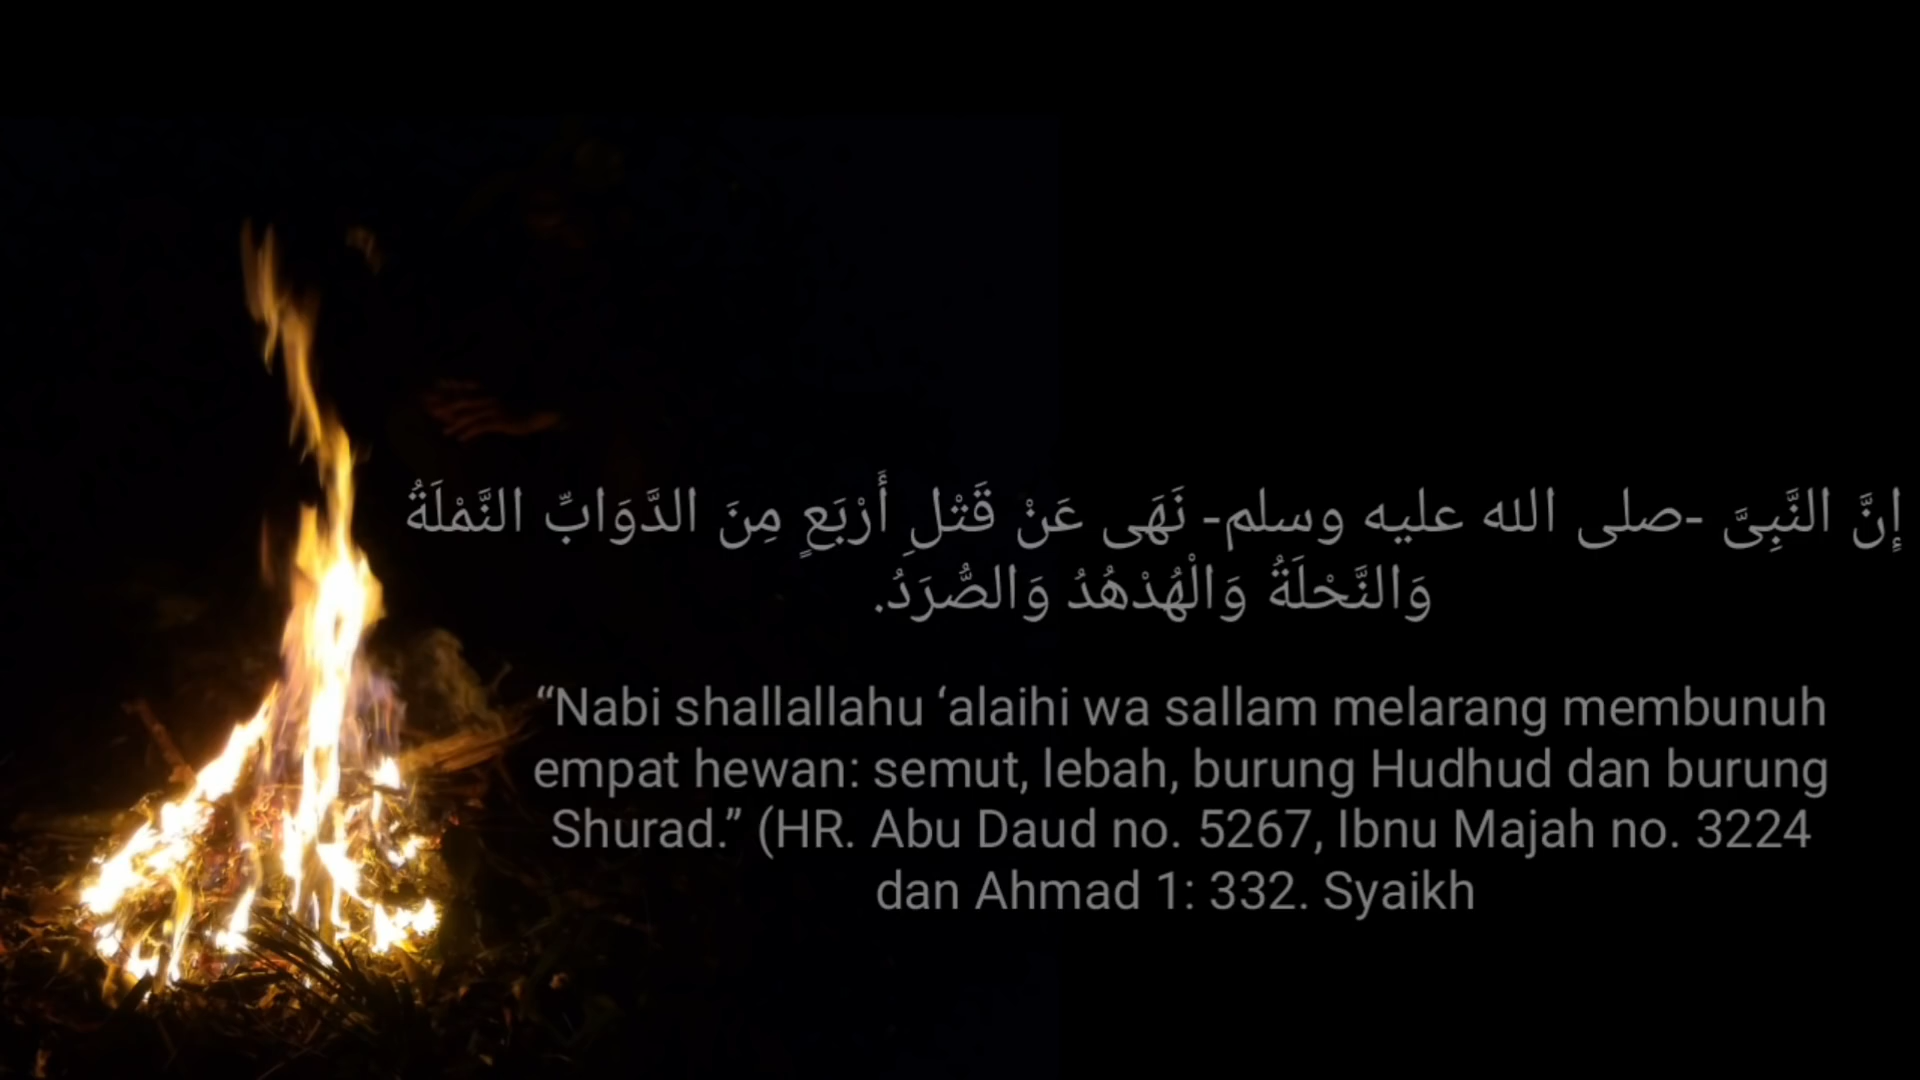 إِنَّ النَّبِىَّ -صلى الله عليه وسلم- نَهَى عَنْ قَتْلِ أَرْبَعٍ مِنَ الدَّوَابِّ النَّمْلَةُ
وَالنَّحْلَةُ وَالْهُدْهُدُ وَالصُّرَدُ.
“Nabi shallallahu ‘alaihi wa sallam melarang membunuh
empat hewan: semut, lebah, burung Hudhud dan burung
Shurad.” (HR. Abu Daud no. 5267, Ibnu Majah no. 3224
dan Ahmad 1: 332. Syaikh